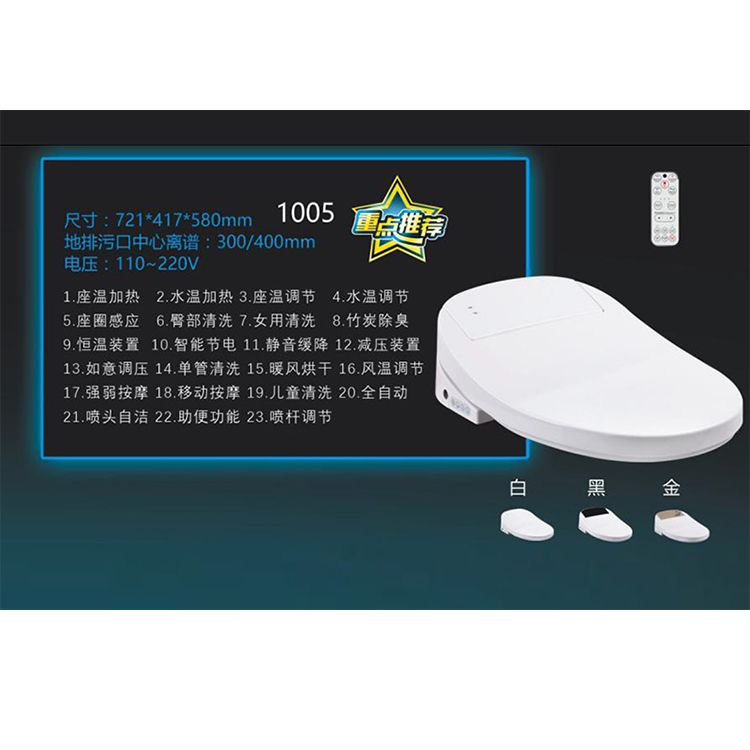 尺寸：721*417*580mm
1005
重点推荐
地排污口中心离谱：300/400mm
电压：110~220V
1.座温加热 2.水温加热 3.座温调节 4.水温调节
5.座圈感应 6.臀部清洗 7.女用清洗 8.竹炭除臭
9.恒温装置 10.智能节电 11.静音缓降 12.减压装置
13.如意调压 14.单管清洗 15.暖风烘干 16.风温调节
17.强弱按摩 18.移动按摩 19.儿童清洗 20.全自动
21.喷头自洁 22.助便功能 23.喷杆调节
白 黑 金